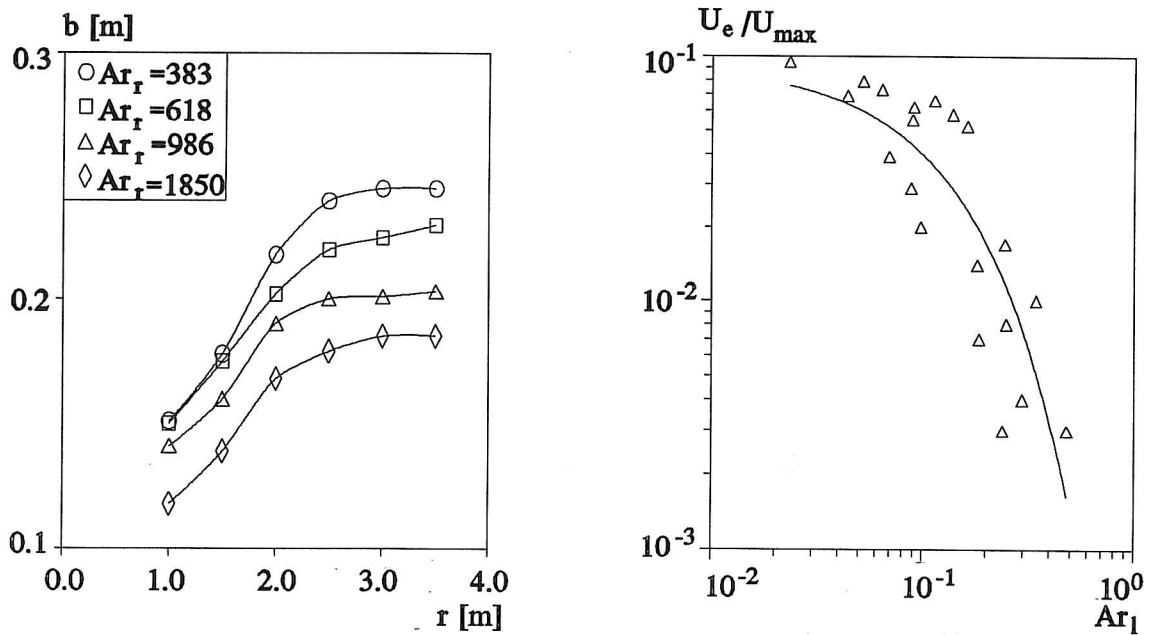 b [m]
0.3
Ar_r =383
Ar_r =618
Ar_r =986
Ar_r =1850
0.2
0.1
0.0 1.0 2.0 3.0 4.0
r [m]
U_e /U_max
10^-1
10^-2
10^-3
10^-2 10^-1 10^0
Ar_l